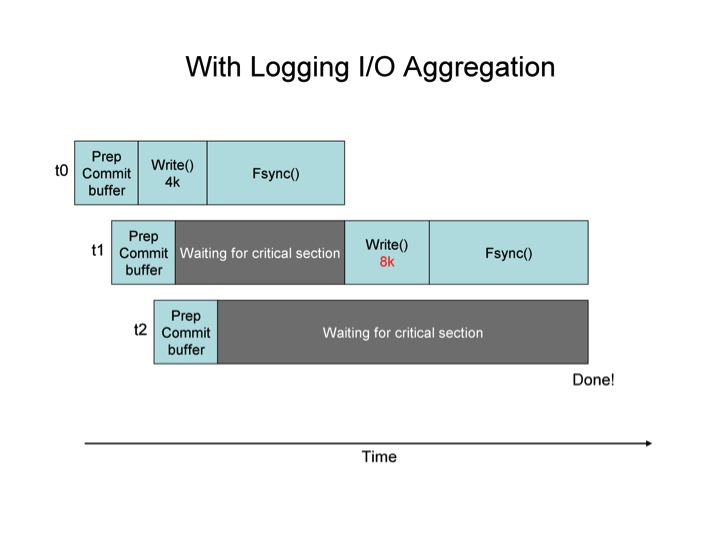 With Logging I/O Aggregation
t0
Prep
Commit
buffer
Write()
4k
Fsync()
t1
Prep
Commit
buffer
Waiting for critical section
Write()
8k
Fsync()
t2
Prep
Commit
buffer
Waiting for critical section
Done!
Time